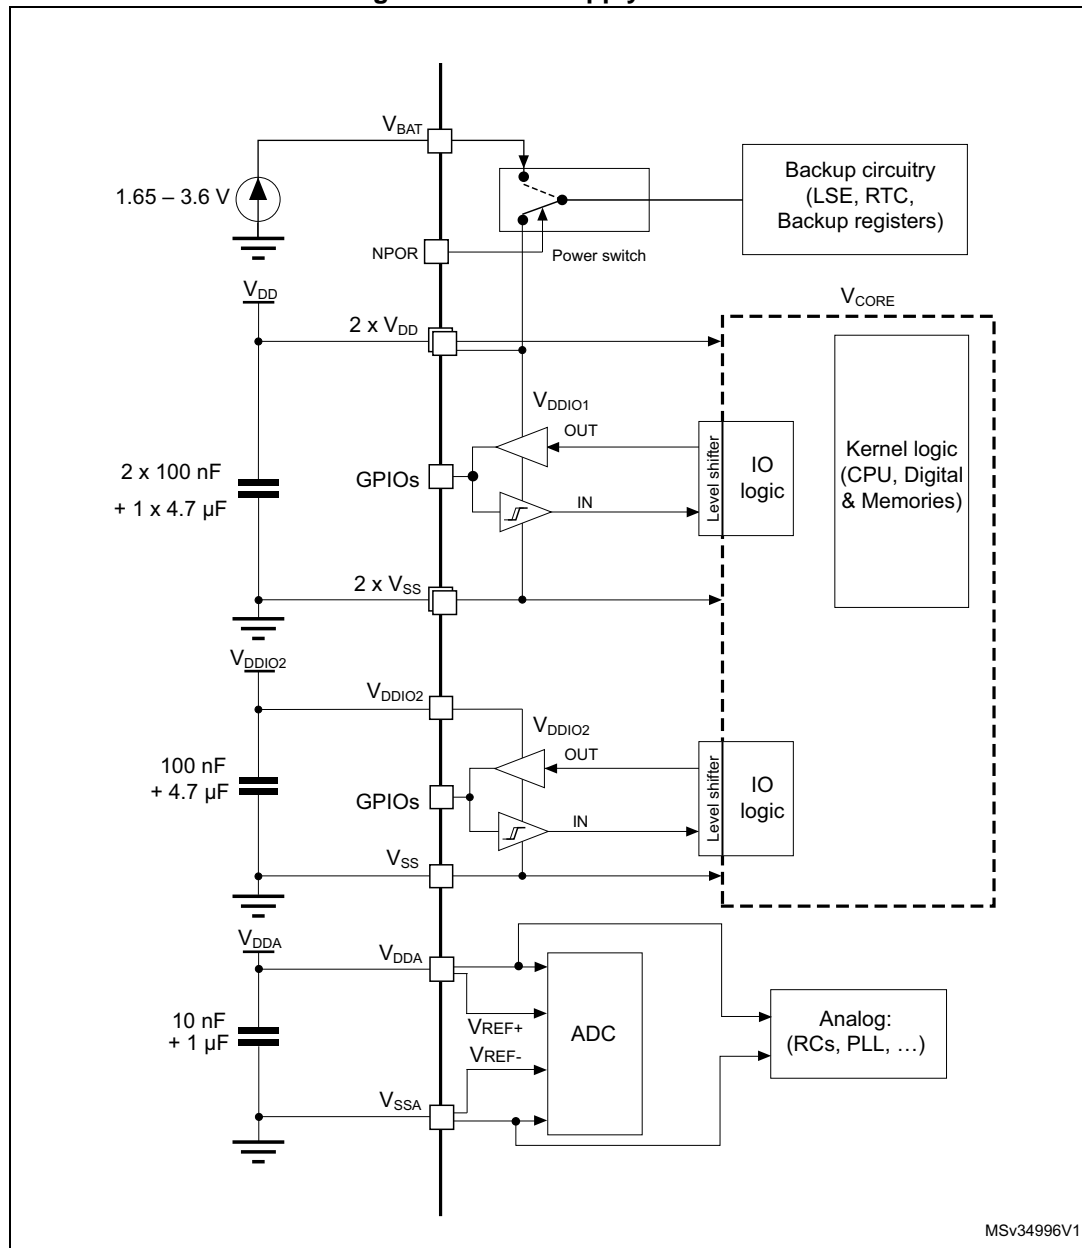 VBAT
1.65 – 3.6 V
Backup circuitry
(LSE, RTC,
Backup registers)
NPOR
Power switch
VDD
2 x VDD
VCORE
VDDIO1
OUT
GPIOs
IN
Level shifter
IO
logic
Kernel logic
(CPU, Digital
& Memories)
2 x 100 nF
+ 1 x 4.7 µF
2 x VSS
VDDIO2
VDDIO2
VDDIO2
OUT
100 nF
+ 4.7 µF
GPIOs
IN
Level shifter
IO
logic
VSS
VDDA
VDDA
10 nF
+ 1 µF
VREF+
VREF-
ADC
Analog:
(RCs, PLL, …)
VSSA
MSv34996V1